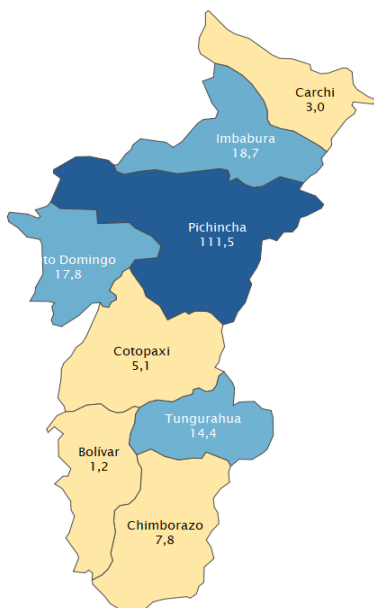 Carchi
3,0
Imbabura
18,7
Pichincha
111,5
to Domingo
17,8
Cotopaxi
5,1
Tungurahua
14,4
Bolívar
1,2
Chimborazo
7,8